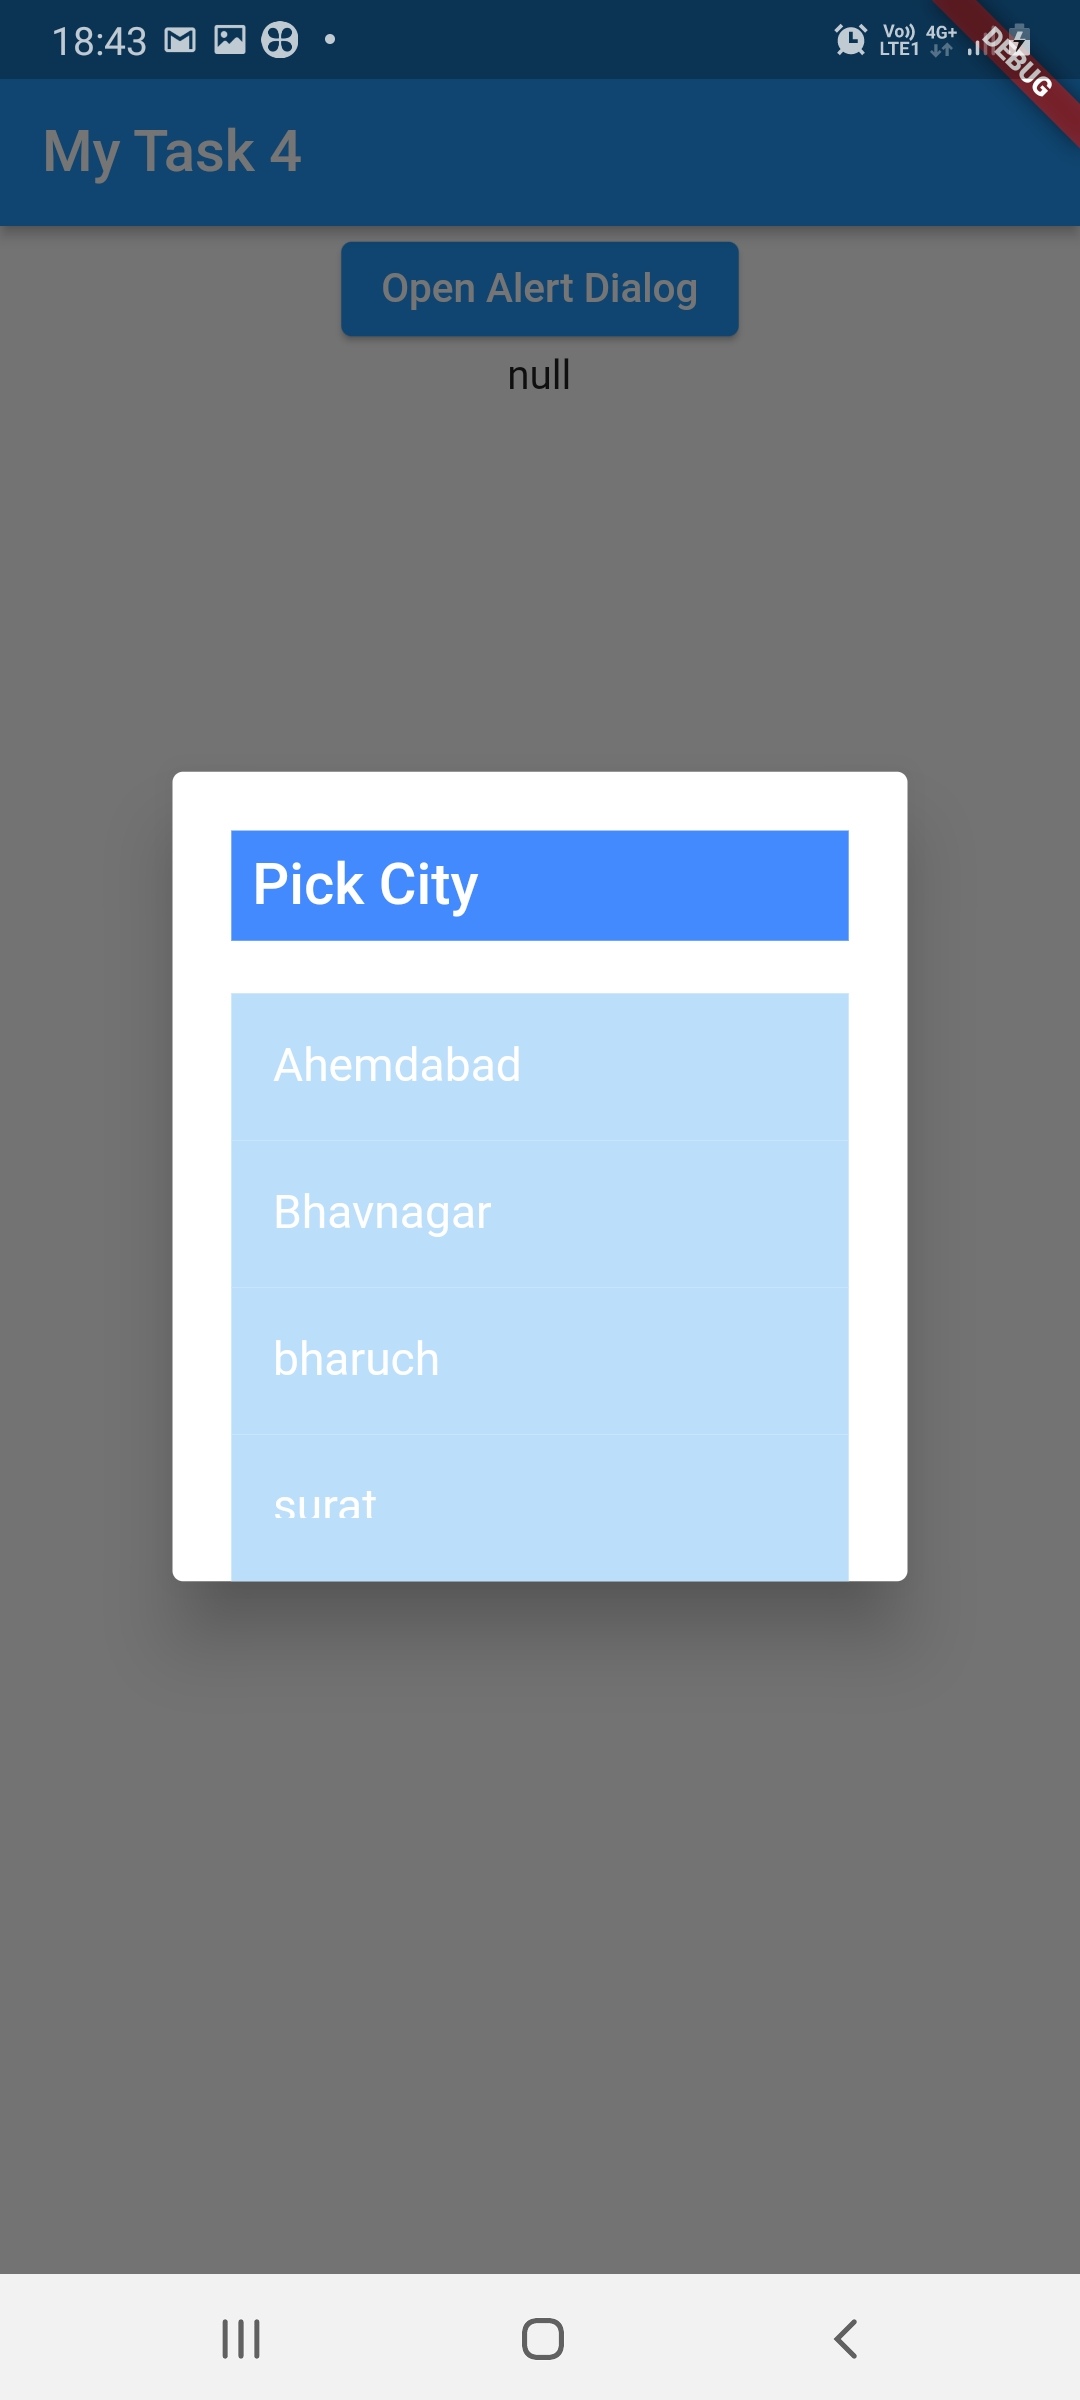 18:43
Vo)) 4G+
LTE1
DEBUG
My Task 4
Open Alert Dialog
null
Pick City
Ahemdabad
Bhavnagar
bharuch
surat